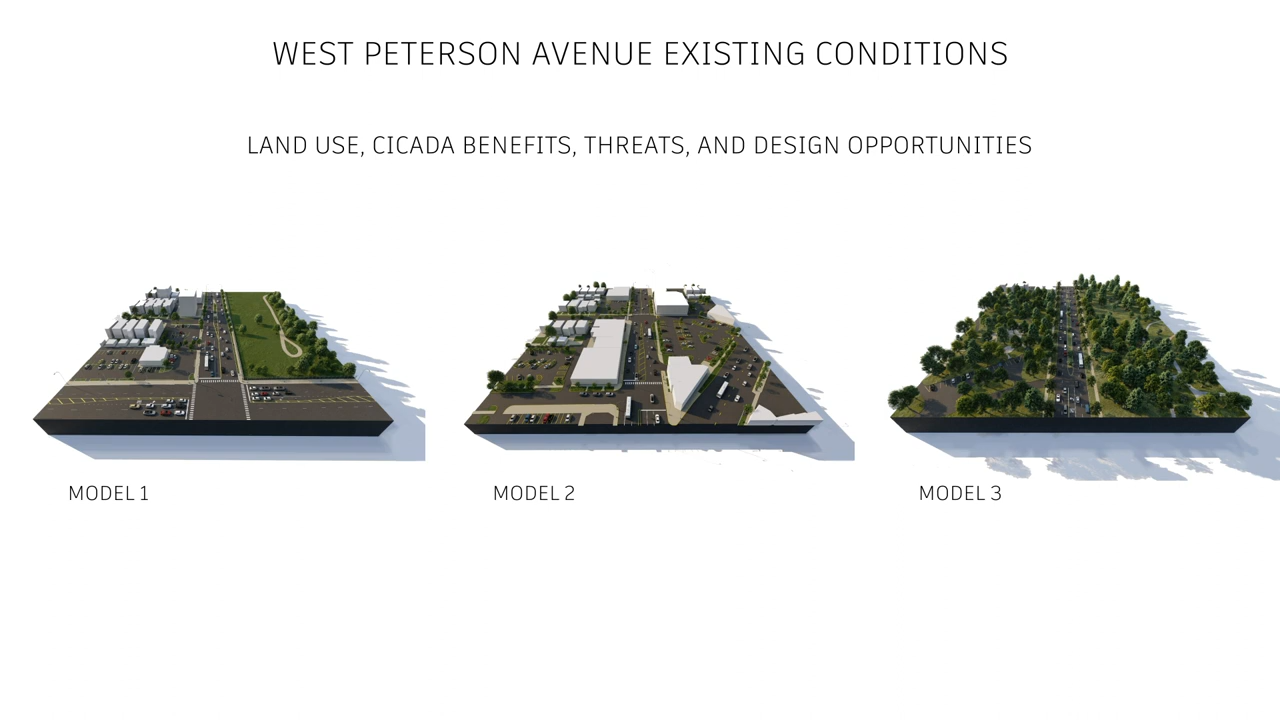 WEST PETERSON AVENUE EXISTING CONDITIONS
LAND USE, CICADA BENEFITS, THREATS, AND DESIGN OPPORTUNITIES
MODEL 1
MODEL 2
MODEL 3